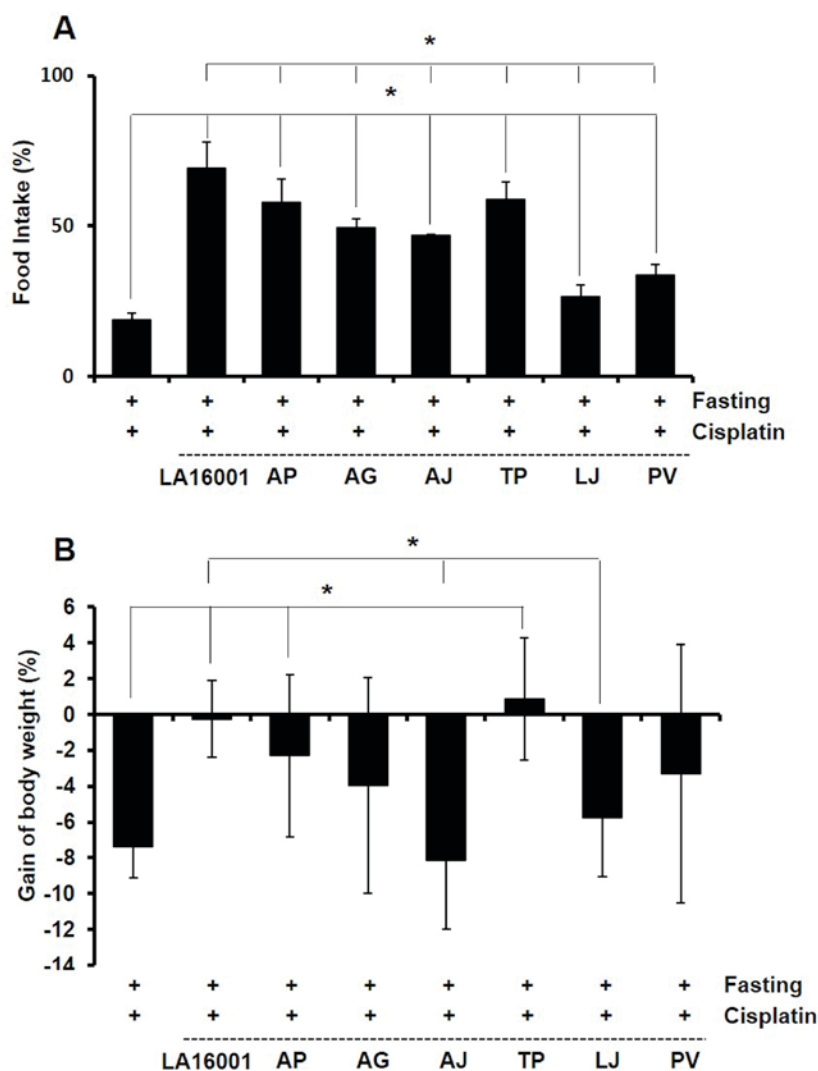 A
*
100
*
Food Intake (%)
50
0
+ + + + + + + + Fasting
+ + + + + + + + Cisplatin
LA16001 AP AG AJ TP LJ PV
B
*
*
6
4
2
0
-2
-4
-6
-8
-10
-12
-14
Gain of body weight (%)
+ + + + + + + + Fasting
+ + + + + + + + Cisplatin
LA16001 AP AG AJ TP LJ PV